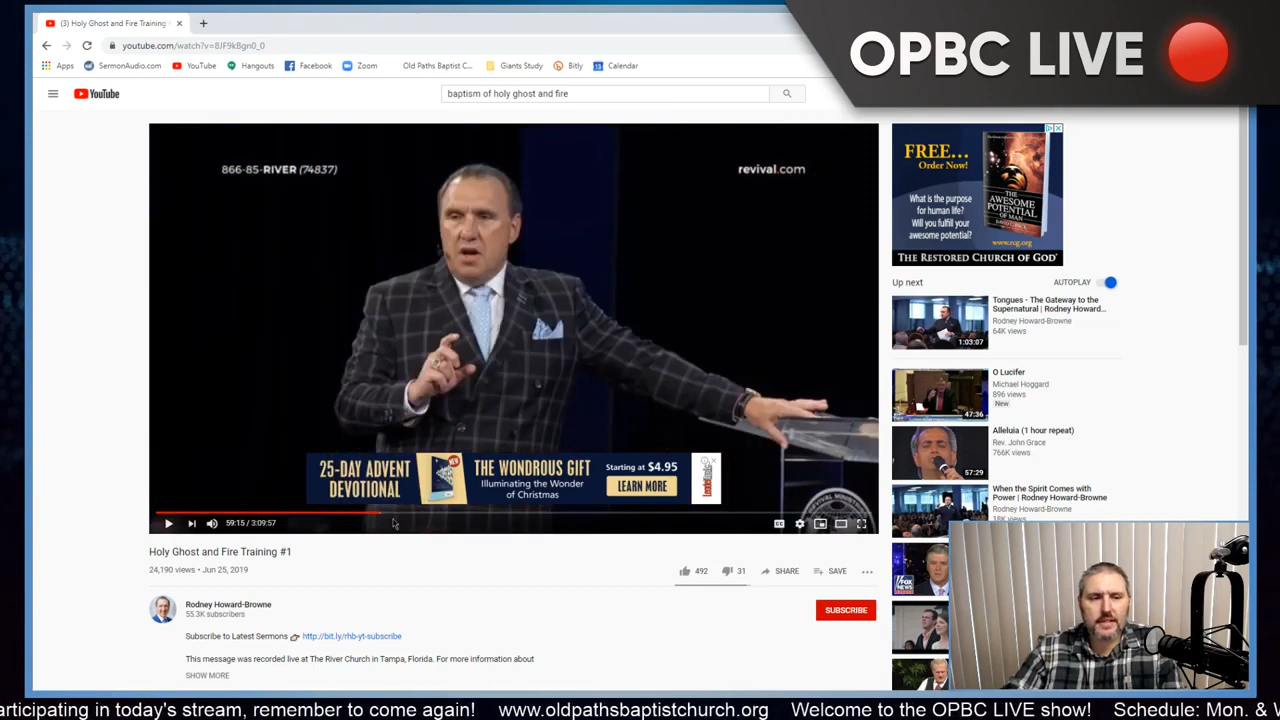 (3) Holy Ghost and Fire Training
youtube.com/watch?v=8JF9kBgn0_0
Apps SermonAudio.com YouTube Hangouts Facebook Zoom Old Paths Baptist C... Giants Study Bitly Calendar
OPBC LIVE
YouTube
baptism of holy ghost and fire
866-85-RIVER (74837)
revival.com
25-DAY ADVENT
DEVOTIONAL
THE WONDROUS GIFT
Illuminating the Wonder
of Christmas
Starting at $4.95
LEARN MORE
59:15 / 3:09:57
CC
FREE...
Order Now!
What is the purpose
for human life?
Will you fulfill your
awesome potential?
THE
AWESOME
POTENTIAL
OF MAN
www.rcg.org
THE RESTORED CHURCH OF GOD
Up next
AUTOPLAY
Tongues - The Gateway to the
Supernatural | Rodney Howard...
Rodney Howard-Browne
64K views
1:03:07
O Lucifer
Michael Hoggard
896 views
New
47:36
Alleluia (1 hour repeat)
Rev. John Grace
766K views
57:29
When the Spirit Comes with
Power | Rodney Howard-Browne
Rodney Howard-Browne
18K views
Holy Ghost and Fire Training #1
24,190 views • Jun 25, 2019
492 31 SHARE SAVE
Rodney Howard-Browne
55.3K subscribers
SUBSCRIBE
Subscribe to Latest Sermons http://bit.ly/rhb-yt-subscribe
This message was recorded live at The River Church in Tampa, Florida. For more information about
SHOW MORE
FOX
NEWS
articipating in today's stream, remember to come again! www.oldpathsbaptistchurch.org Welcome to the OPBC LIVE show! Schedule: Mon. &